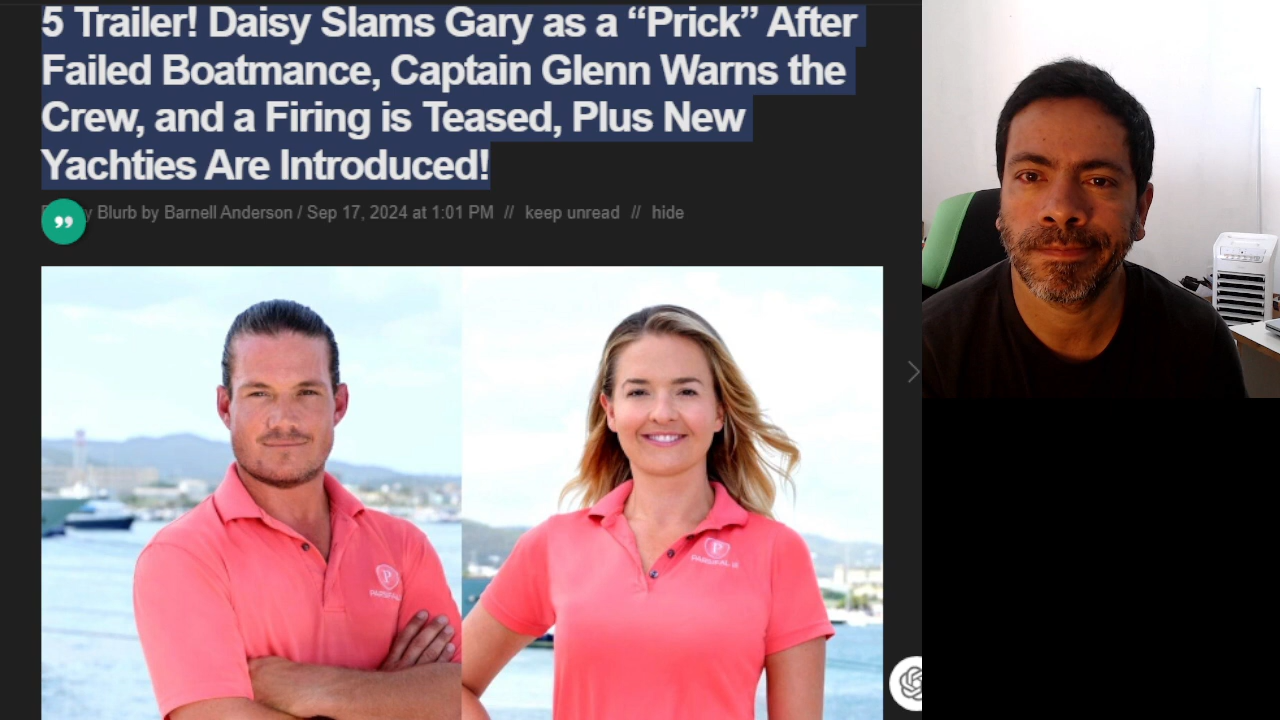 5 Trailer! Daisy Slams Gary as a “Prick” After
Failed Boatmance, Captain Glenn Warns the
Crew, and a Firing is Teased, Plus New
Yachties Are Introduced!
Blurb by Barnell Anderson / Sep 17, 2024 at 1:01 PM // keep unread // hide
P
P
PARSIFAL III